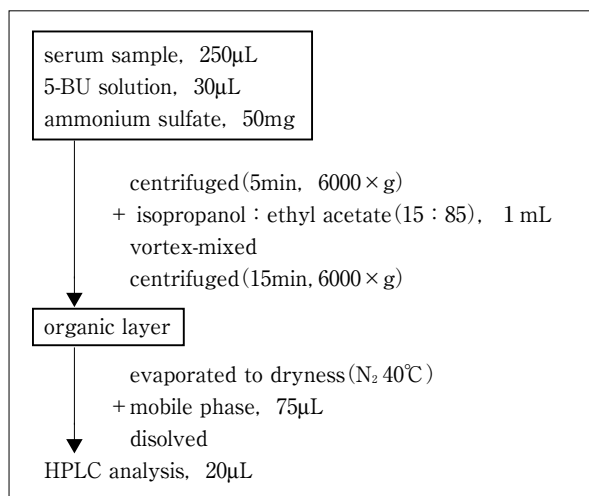 serum sample, 250μL
5-BU solution, 30μL
ammonium sulfate, 50mg
centrifuged(5min, 6000×g)
+ isopropanol：ethyl acetate(15：85), 1 mL
vortex-mixed
centrifuged(15min,6000×g)
organic layer
evaporated to dryness(N₂ 40℃)
+mobile phase, 75μL
disolved
HPLC analysis, 20μL